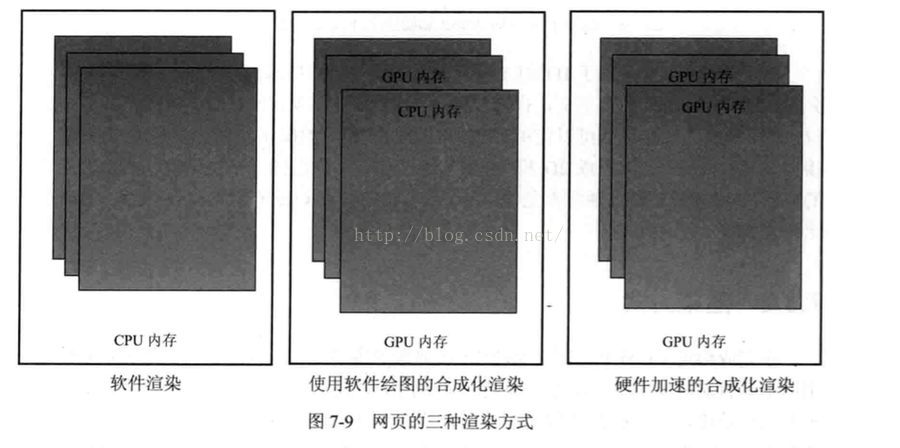 GPU 内存
CPU 内存
GPU 内存
GPU 内存
http://blog.csdn.net/
CPU 内存
GPU 内存
GPU 内存
软件渲染
使用软件绘图的合成化渲染
硬件加速的合成化渲染
图 7-9 网页的三种渲染方式